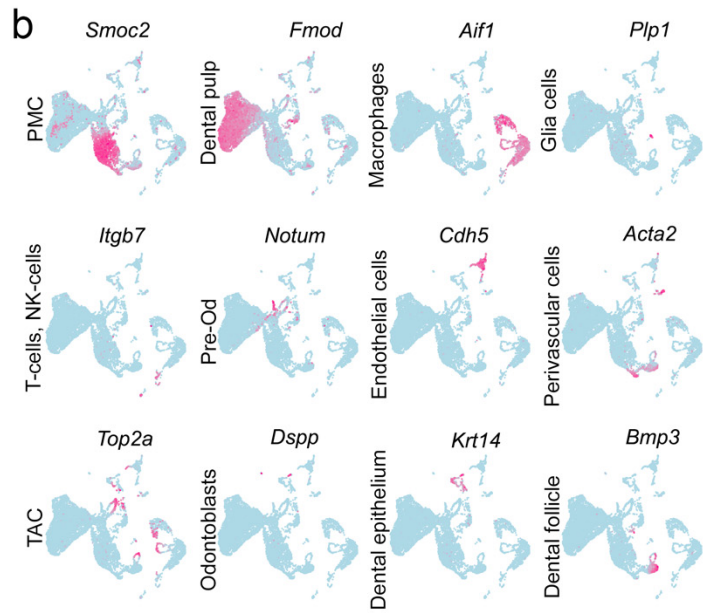 b
Smoc2
Fmod
Aif1
Plp1
PMC
Dental pulp
Macrophages
Glia cells
Itgb7
Notum
Cdh5
Acta2
T-cells, NK-cells
Pre-Od
Endothelial cells
Perivascular cells
Top2a
Dspp
Krt14
Bmp3
TAC
Odontoblasts
Dental epithelium
Dental follicle